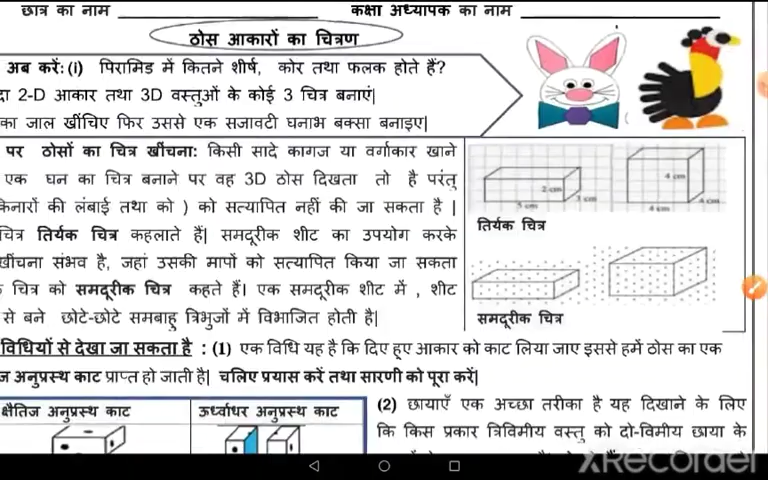 छात्र का नाम
कक्षा अध्यापक का नाम
ठोस आकारों का चित्रण
अब करें: (i) पिरामिड में कितने शीर्ष, कोर तथा फलक होते हैं?
2-D आकार तथा 3D वस्तुओं के कोई 3 चित्र बनाएं|
का जाल खींचिए फिर उससे एक सजावटी घनाभ बक्सा बनाइए|
पर ठोसों का चित्र खींचना: किसी सादे कागज या वर्गाकार खाने
एक घन का चित्र बनाने पर वह 3D ठोस दिखता तो है परंतु
किनारों की लंबाई तथा को ) को सत्यापित नहीं की जा सकता है |
चित्र तिर्यक चित्र कहलाते हैं| समदूरीक शीट का उपयोग करके
खींचना संभव है, जहां उसकी मापों को सत्यापित किया जा सकता
चित्र को समदूरीक चित्र कहते हैं। एक समदूरीक शीट में , शीट
से बने छोटे-छोटे समबाहु त्रिभुजों में विभाजित होती है|
2 cm
3 cm
5 cm
4 cm
4 cm
4 cm
तिर्यक चित्र
समदूरीक चित्र
विधियों से देखा जा सकता है : (1) एक विधि यह है कि दिए हुए आकार को काट लिया जाए इससे हमें ठोस का एक
अनुप्रस्थ काट प्राप्त हो जाती है| चलिए प्रयास करें तथा सारणी को पूरा करें|
क्षैतिज अनुप्रस्थ काट
ऊर्ध्वाधर अनुप्रस्थ काट
(2) छायाएँ एक अच्छा तरीका है यह दिखाने के लिए
कि किस प्रकार त्रिविमीय वस्तु को दो-विमीय छाया के
XRecorder